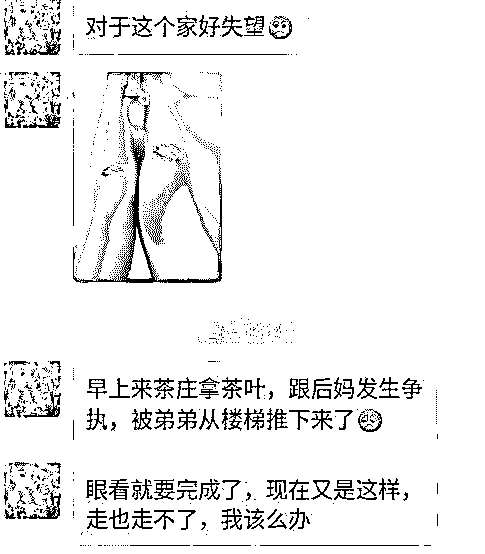 对于这个家好失望
早上来茶庄拿茶叶，跟后妈发生争
执，被弟弟从楼梯推下来了
眼看就要完成了，现在又是这样，
走也走不了，我该么办